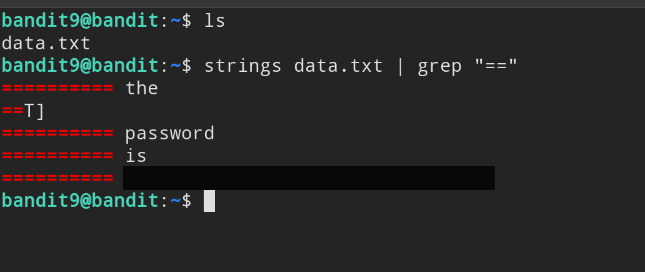 bandit9@bandit:~$ ls
data.txt
bandit9@bandit:~$ strings data.txt | grep "=="
========== the
==T]
========== password
========== is
==========
bandit9@bandit:~$